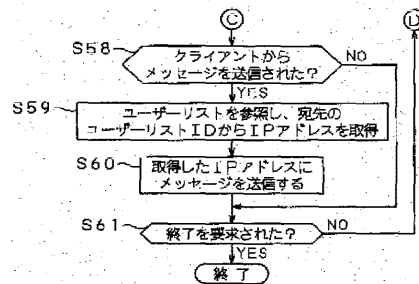 C
D
S58
クライアントから
メッセージを送信された?
NO
YES
S59
ユーザーリストを参照し、宛先の
ユーザーリストIDからIPアドレスを取得
S60
取得したIPアドレスに
メッセージを送信する
S61
終了を要求された?
NO
YES
終了